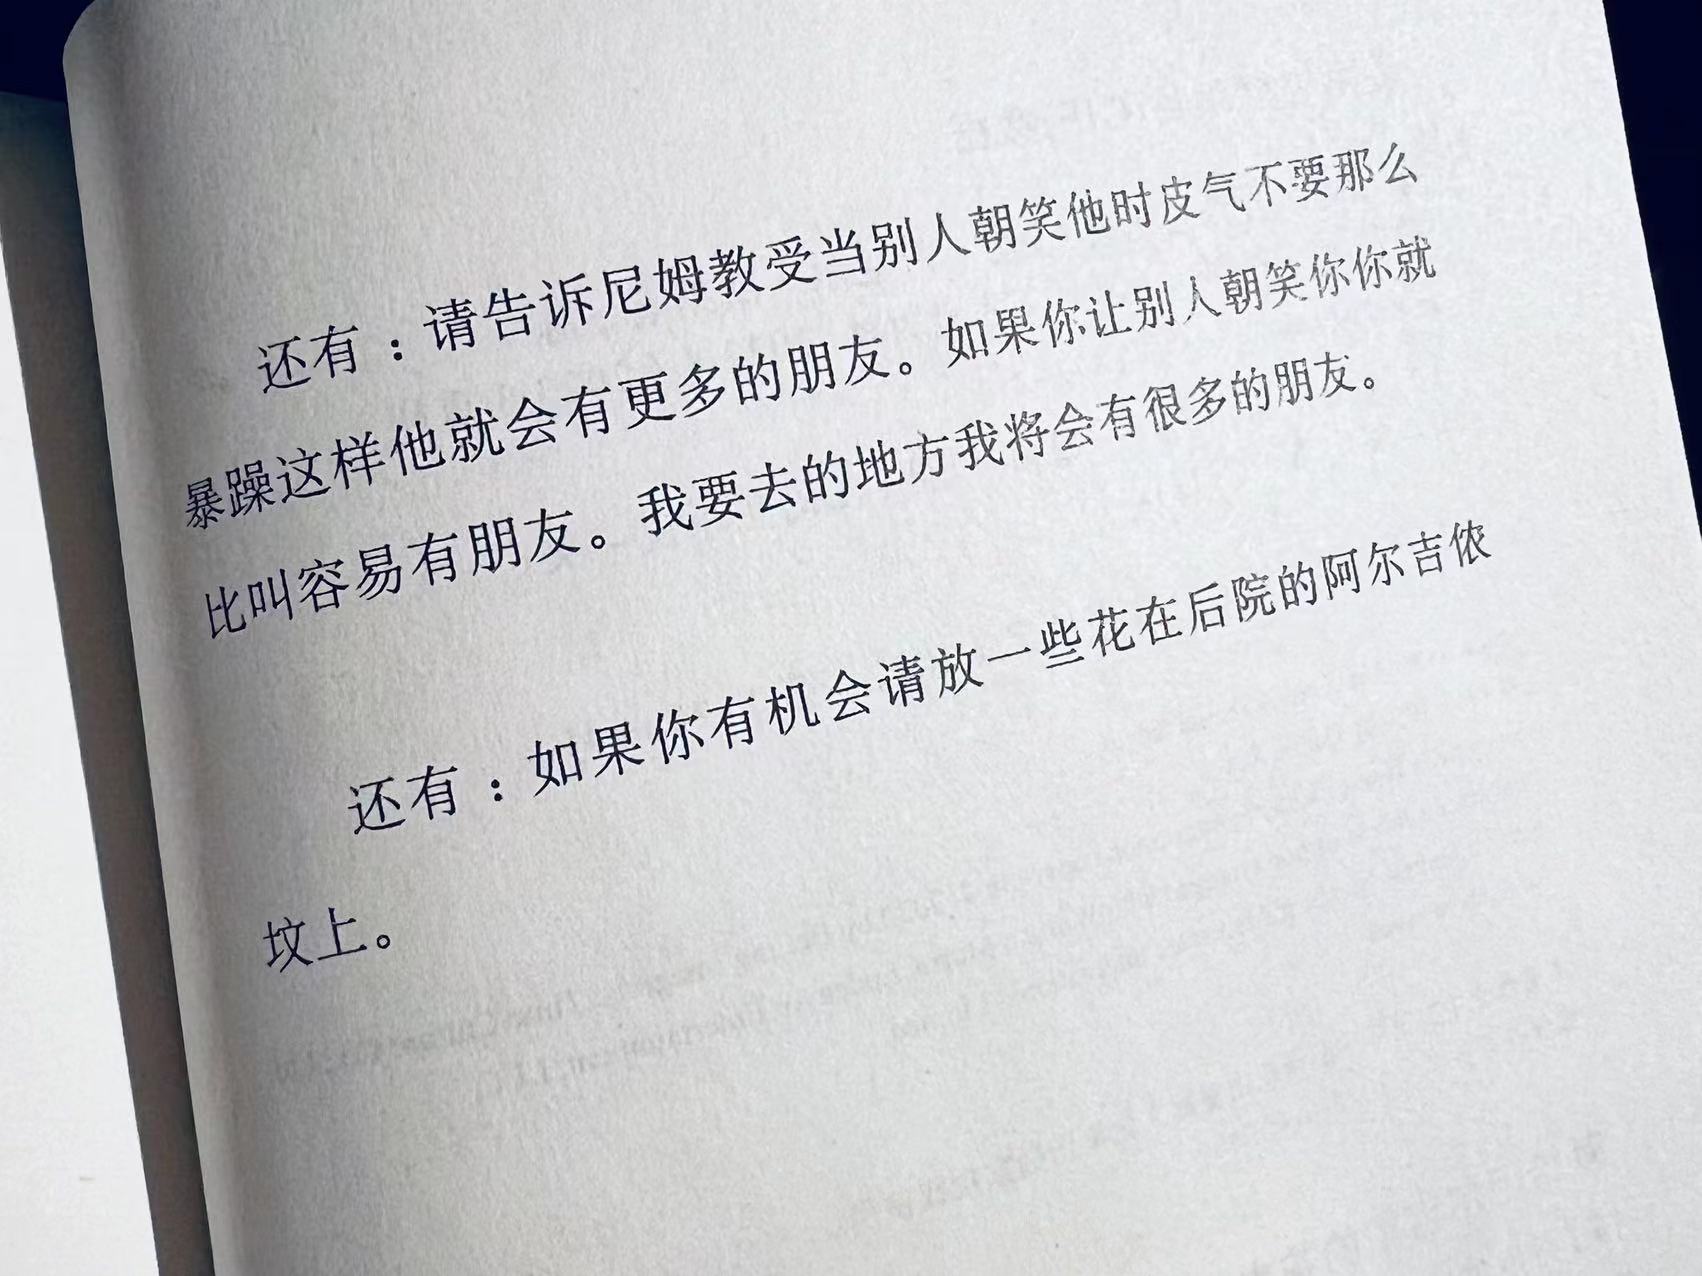 还有：请告诉尼姆教受当别人朝笑他时皮气不要那么
暴躁这样他就会有更多的朋友。如果你让别人朝笑你你就
比叫容易有朋友。我要去的地方我将会有很多的朋友。
还有：如果你有机会请放一些花在后院的阿尔吉侬
坟上。